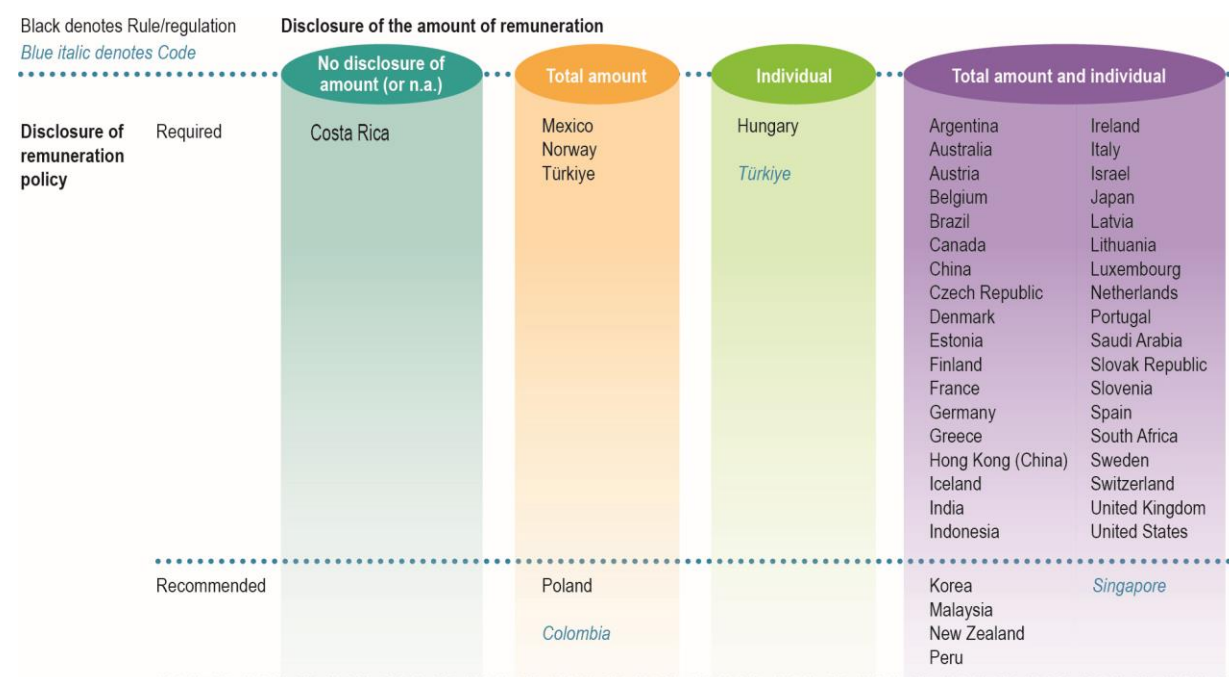 Black denotes Rule/regulation
Blue italic denotes Code
Disclosure of the amount of remuneration
No disclosure of
amount (or n.a.)
Total amount
Individual
Total amount and individual
Disclosure of
remuneration
policy
Required
Costa Rica
Mexico
Norway
Türkiye
Hungary
Türkiye
Argentina
Australia
Austria
Belgium
Brazil
Canada
China
Czech Republic
Denmark
Estonia
Finland
France
Germany
Greece
Hong Kong (China)
Iceland
India
Indonesia
Ireland
Italy
Israel
Japan
Latvia
Lithuania
Luxembourg
Netherlands
Portugal
Saudi Arabia
Slovak Republic
Slovenia
Spain
South Africa
Sweden
Switzerland
United Kingdom
United States
Recommended
Poland
Colombia
Korea
Malaysia
New Zealand
Peru
Singapore